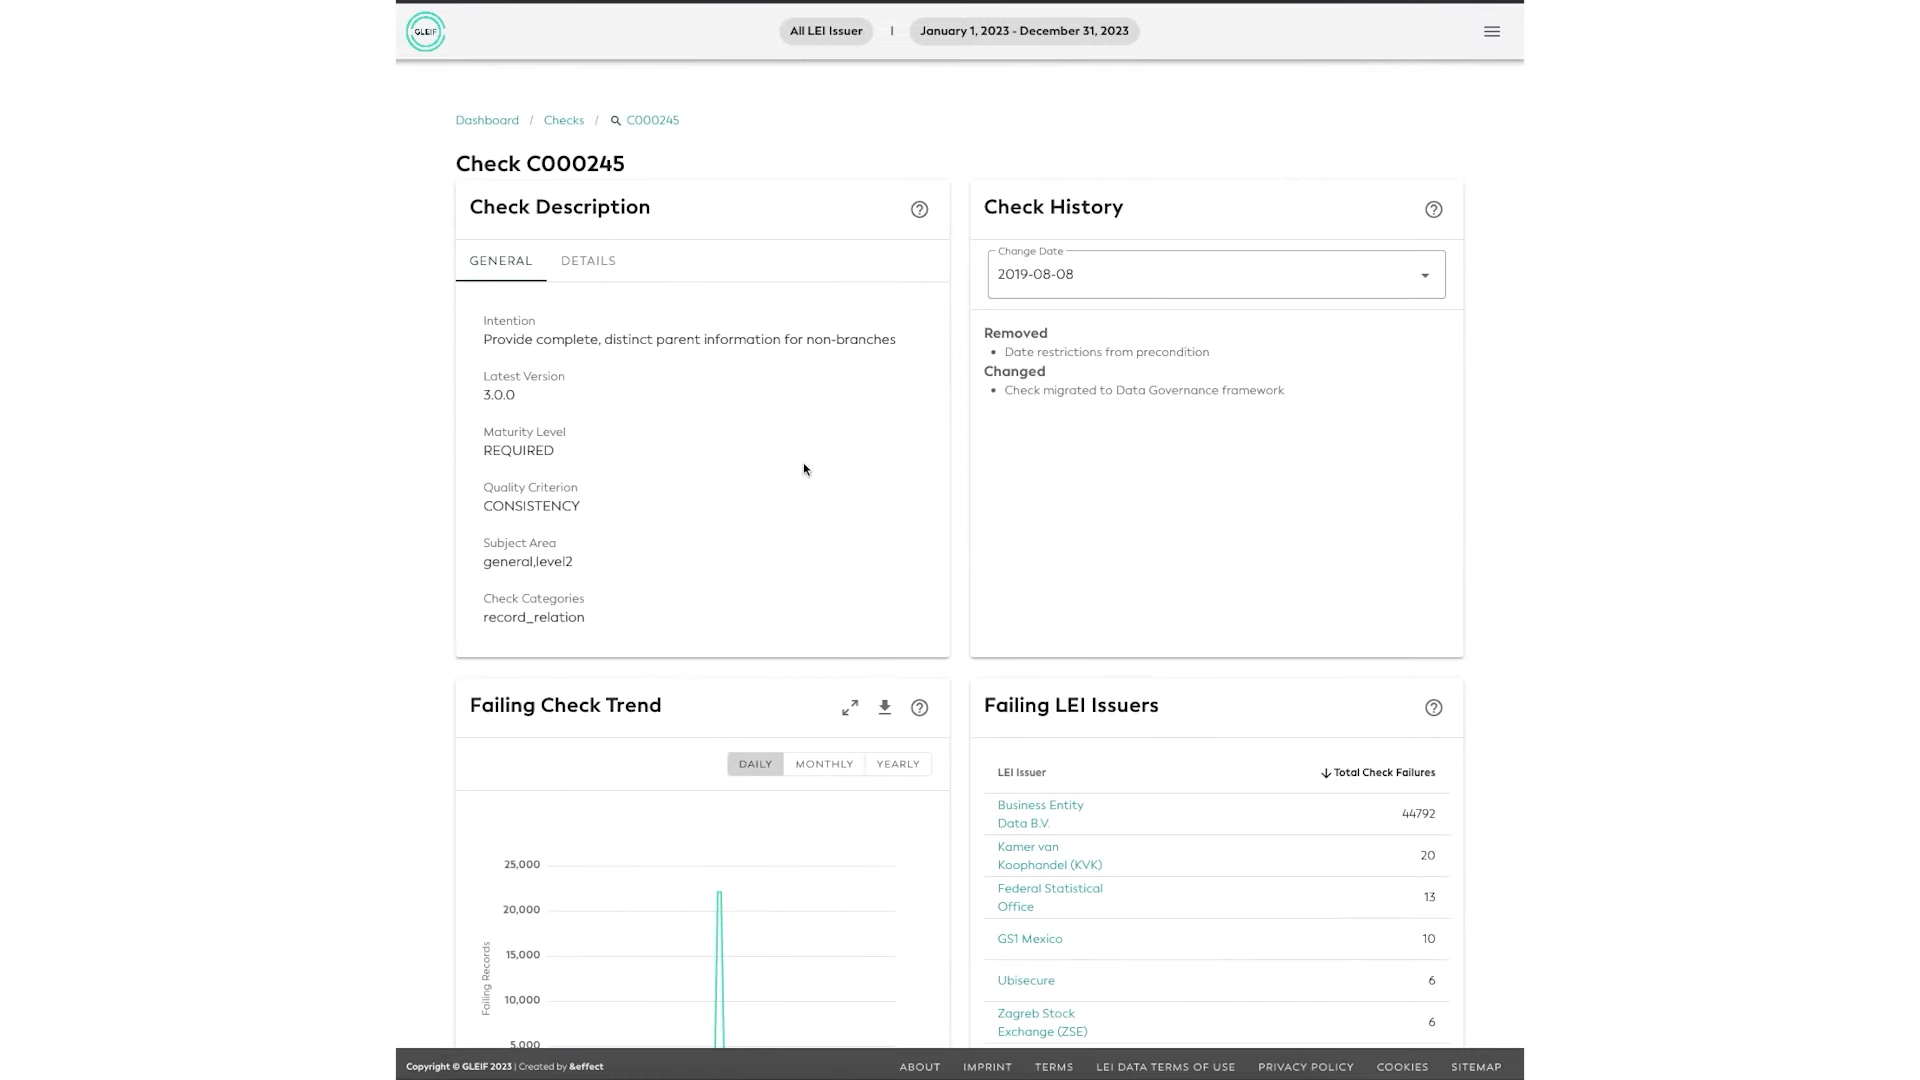 GLEIF
All LEI Issuer | January 1, 2023 - December 31, 2023
Dashboard / Checks / C000245
Check C000245
Check Description
GENERAL DETAILS
Intention
Provide complete, distinct parent information for non-branches
Latest Version
3.0.0
Maturity Level
REQUIRED
Quality Criterion
CONSISTENCY
Subject Area
general,level2
Check Categories
record_relation
Check History
Change Date
2019-08-08
Removed
• Date restrictions from precondition
Changed
• Check migrated to Data Governance framework
Failing Check Trend
DAILY MONTHLY YEARLY
25,000
20,000
15,000
10,000
5,000
Failing Records
Failing LEI Issuers
LEI Issuer Total Check Failures
Business Entity
Data B.V. 44792
Kamer van
Koophandel (KVK) 20
Federal Statistical
Office 13
GS1 Mexico 10
Ubisecure 6
Zagreb Stock
Exchange (ZSE) 6
Copyright © GLEIF 2023 | Created by &effect ABOUT IMPRINT TERMS LEI DATA TERMS OF USE PRIVACY POLICY COOKIES SITEMAP